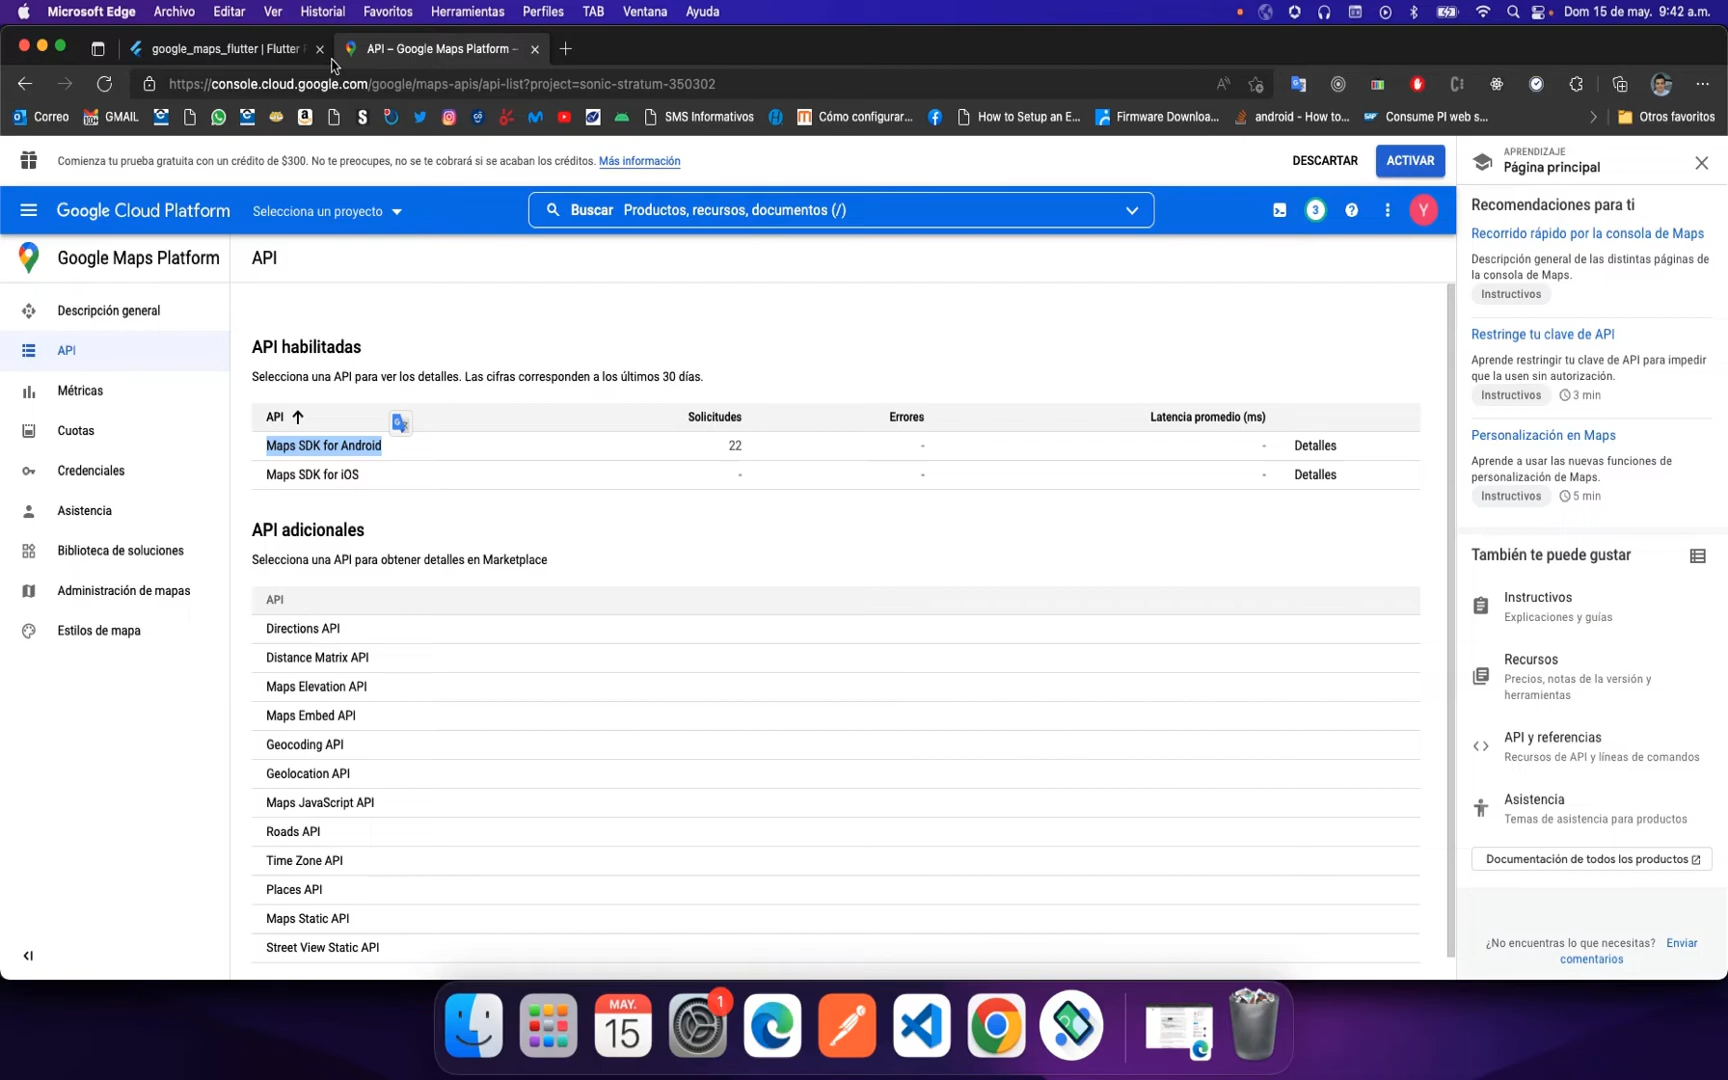 Microsoft Edge Archivo Editar Ver Historial Favoritos Herramientas Perfiles TAB Ventana Ayuda Dom 15 de may. 9:42 a.m.
google_maps_flutter | Flutter API – Google Maps Platform –
https://console.cloud.google.com/google/maps-apis/api-list?project=sonic-stratum-350302
Correo GMAIL SMS Informativos Cómo configurar... How to Setup an E... Firmware Downloa... android - How to... Consume PI web s... Otros favoritos
Comienza tu prueba gratuita con un crédito de $300. No te preocupes, no se te cobrará si se acaban los créditos. Más información DESCARTAR ACTIVAR
Google Cloud Platform Selecciona un proyecto Buscar Productos, recursos, documentos (/) 3 Y
Google Maps Platform
Descripción general
API
Métricas
Cuotas
Credenciales
Asistencia
Biblioteca de soluciones
Administración de mapas
Estilos de mapa
API
API habilitadas
Selecciona una API para ver los detalles. Las cifras corresponden a los últimos 30 días.
API Solicitudes Errores Latencia promedio (ms)
Maps SDK for Android 22 - - Detalles
Maps SDK for iOS - - - Detalles
API adicionales
Selecciona una API para obtener detalles en Marketplace
API
Directions API
Distance Matrix API
Maps Elevation API
Maps Embed API
Geocoding API
Geolocation API
Maps JavaScript API
Roads API
Time Zone API
Places API
Maps Static API
Street View Static API
APRENDIZAJE
Página principal
Recomendaciones para ti
Recorrido rápido por la consola de Maps
Descripción general de las distintas páginas de
la consola de Maps.
Instructivos
Restringe tu clave de API
Aprende restringir tu clave de API para impedir
que la usen sin autorización.
Instructivos 3 min
Personalización en Maps
Aprende a usar las nuevas funciones de
personalización de Maps.
Instructivos 5 min
También te puede gustar
Instructivos
Explicaciones y guías
Recursos
Precios, notas de la versión y
herramientas
API y referencias
Recursos de API y líneas de comandos
Asistencia
Temas de asistencia para productos
Documentación de todos los productos
¿No encuentras lo que necesitas? Enviar
comentarios
MAY.
15
1